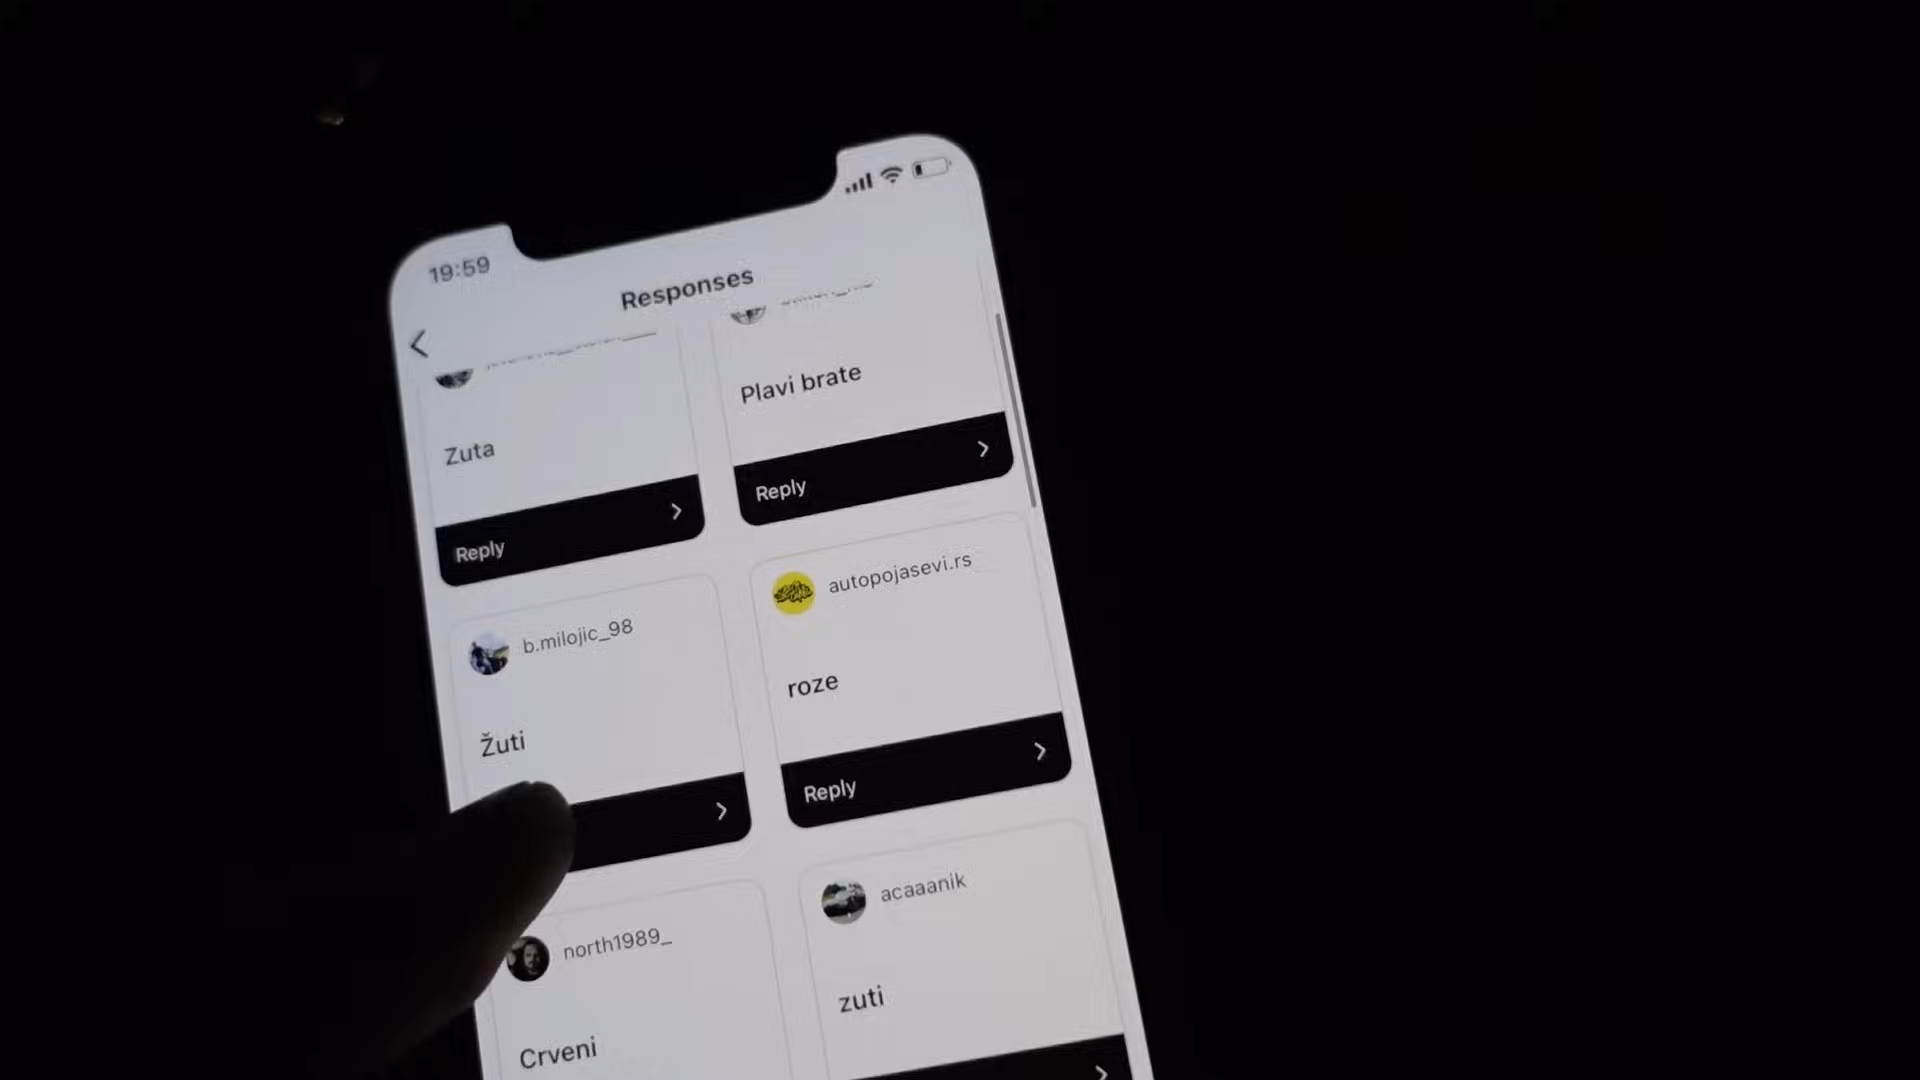 19:59
Responses
Zuta
Reply
Plavi brate
Reply
b.milojic_98
Žuti
autopojasevi.rs
roze
Reply
north1989_
Crveni
acaaanik
zuti